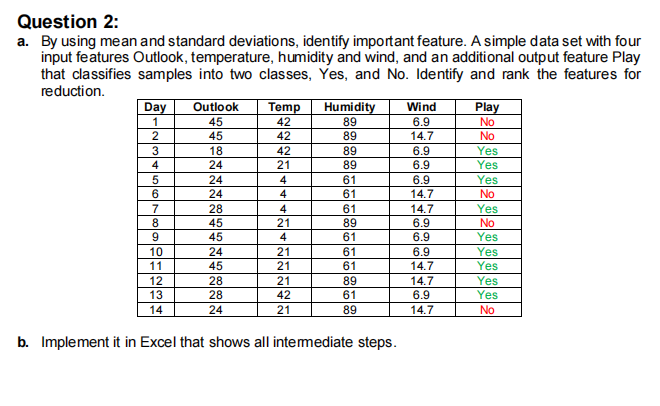 Question 2:
a. By using mean and standard deviations, identify important feature. A simple data set with four
input features Outlook, temperature, humidity and wind, and an additional output feature Play
that classifies samples into two classes, Yes, and No. Identify and rank the features for
reduction.
Day Outlook Temp Humidity Wind Play
1 45 42 89 6.9 No
2 45 42 89 14.7 No
3 18 42 89 6.9 Yes
4 24 21 89 6.9 Yes
5 24 4 61 6.9 Yes
6 24 4 61 14.7 No
7 28 4 61 14.7 Yes
8 45 21 89 6.9 No
9 45 4 61 6.9 Yes
10 24 21 61 6.9 Yes
11 45 21 61 14.7 Yes
12 28 21 89 14.7 Yes
13 28 42 61 6.9 Yes
14 24 21 89 14.7 No
b. Implement it in Excel that shows all intermediate steps.